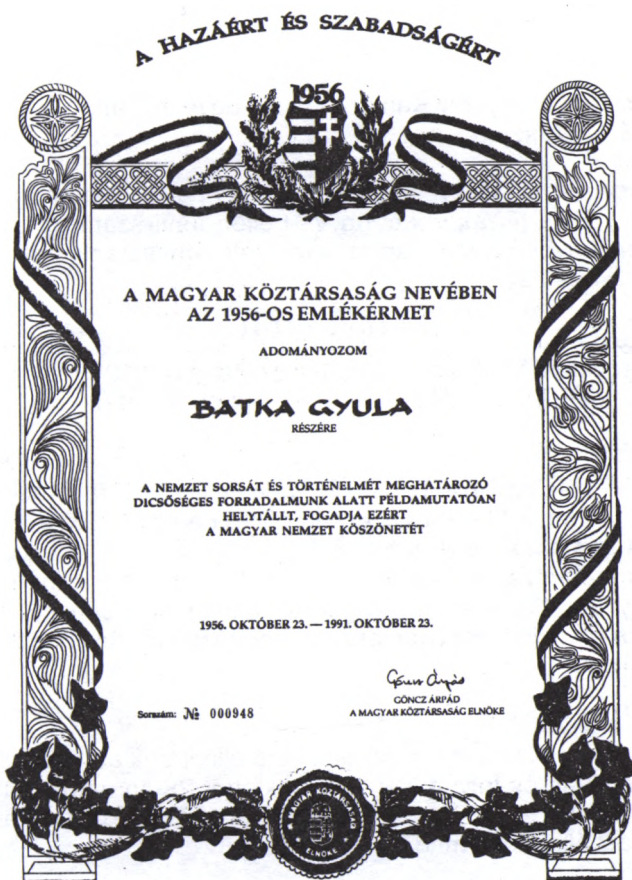 A HAZÁÉRT ÉS SZABADSÁGÉRT
1956
A MAGYAR KÖZTÁRSASÁG NEVÉBEN
AZ 1956-OS EMLÉKÉRMET
ADOMÁNYOZOM
BATKA GYULA
RÉSZÉRE
A NEMZET SORSÁT ÉS TÖRTÉNELMÉT MEGHATÁROZÓ
DICSŐSÉGES FORRADALMUNK ALATT PÉLDAMUTATÓAN
HELYTÁLLT, FOGADJA EZÉRT
A MAGYAR NEMZET KÖSZÖNETÉT
1956. OKTÓBER 23. — 1991. OKTÓBER 23.
Göncz Árpád
GÖNCZ ÁRPÁD
A MAGYAR KÖZTÁRSASÁG ELNÖKE
Sorszám: № 000948
MAGYAR KÖZTÁRSASÁG
ELNÖKE